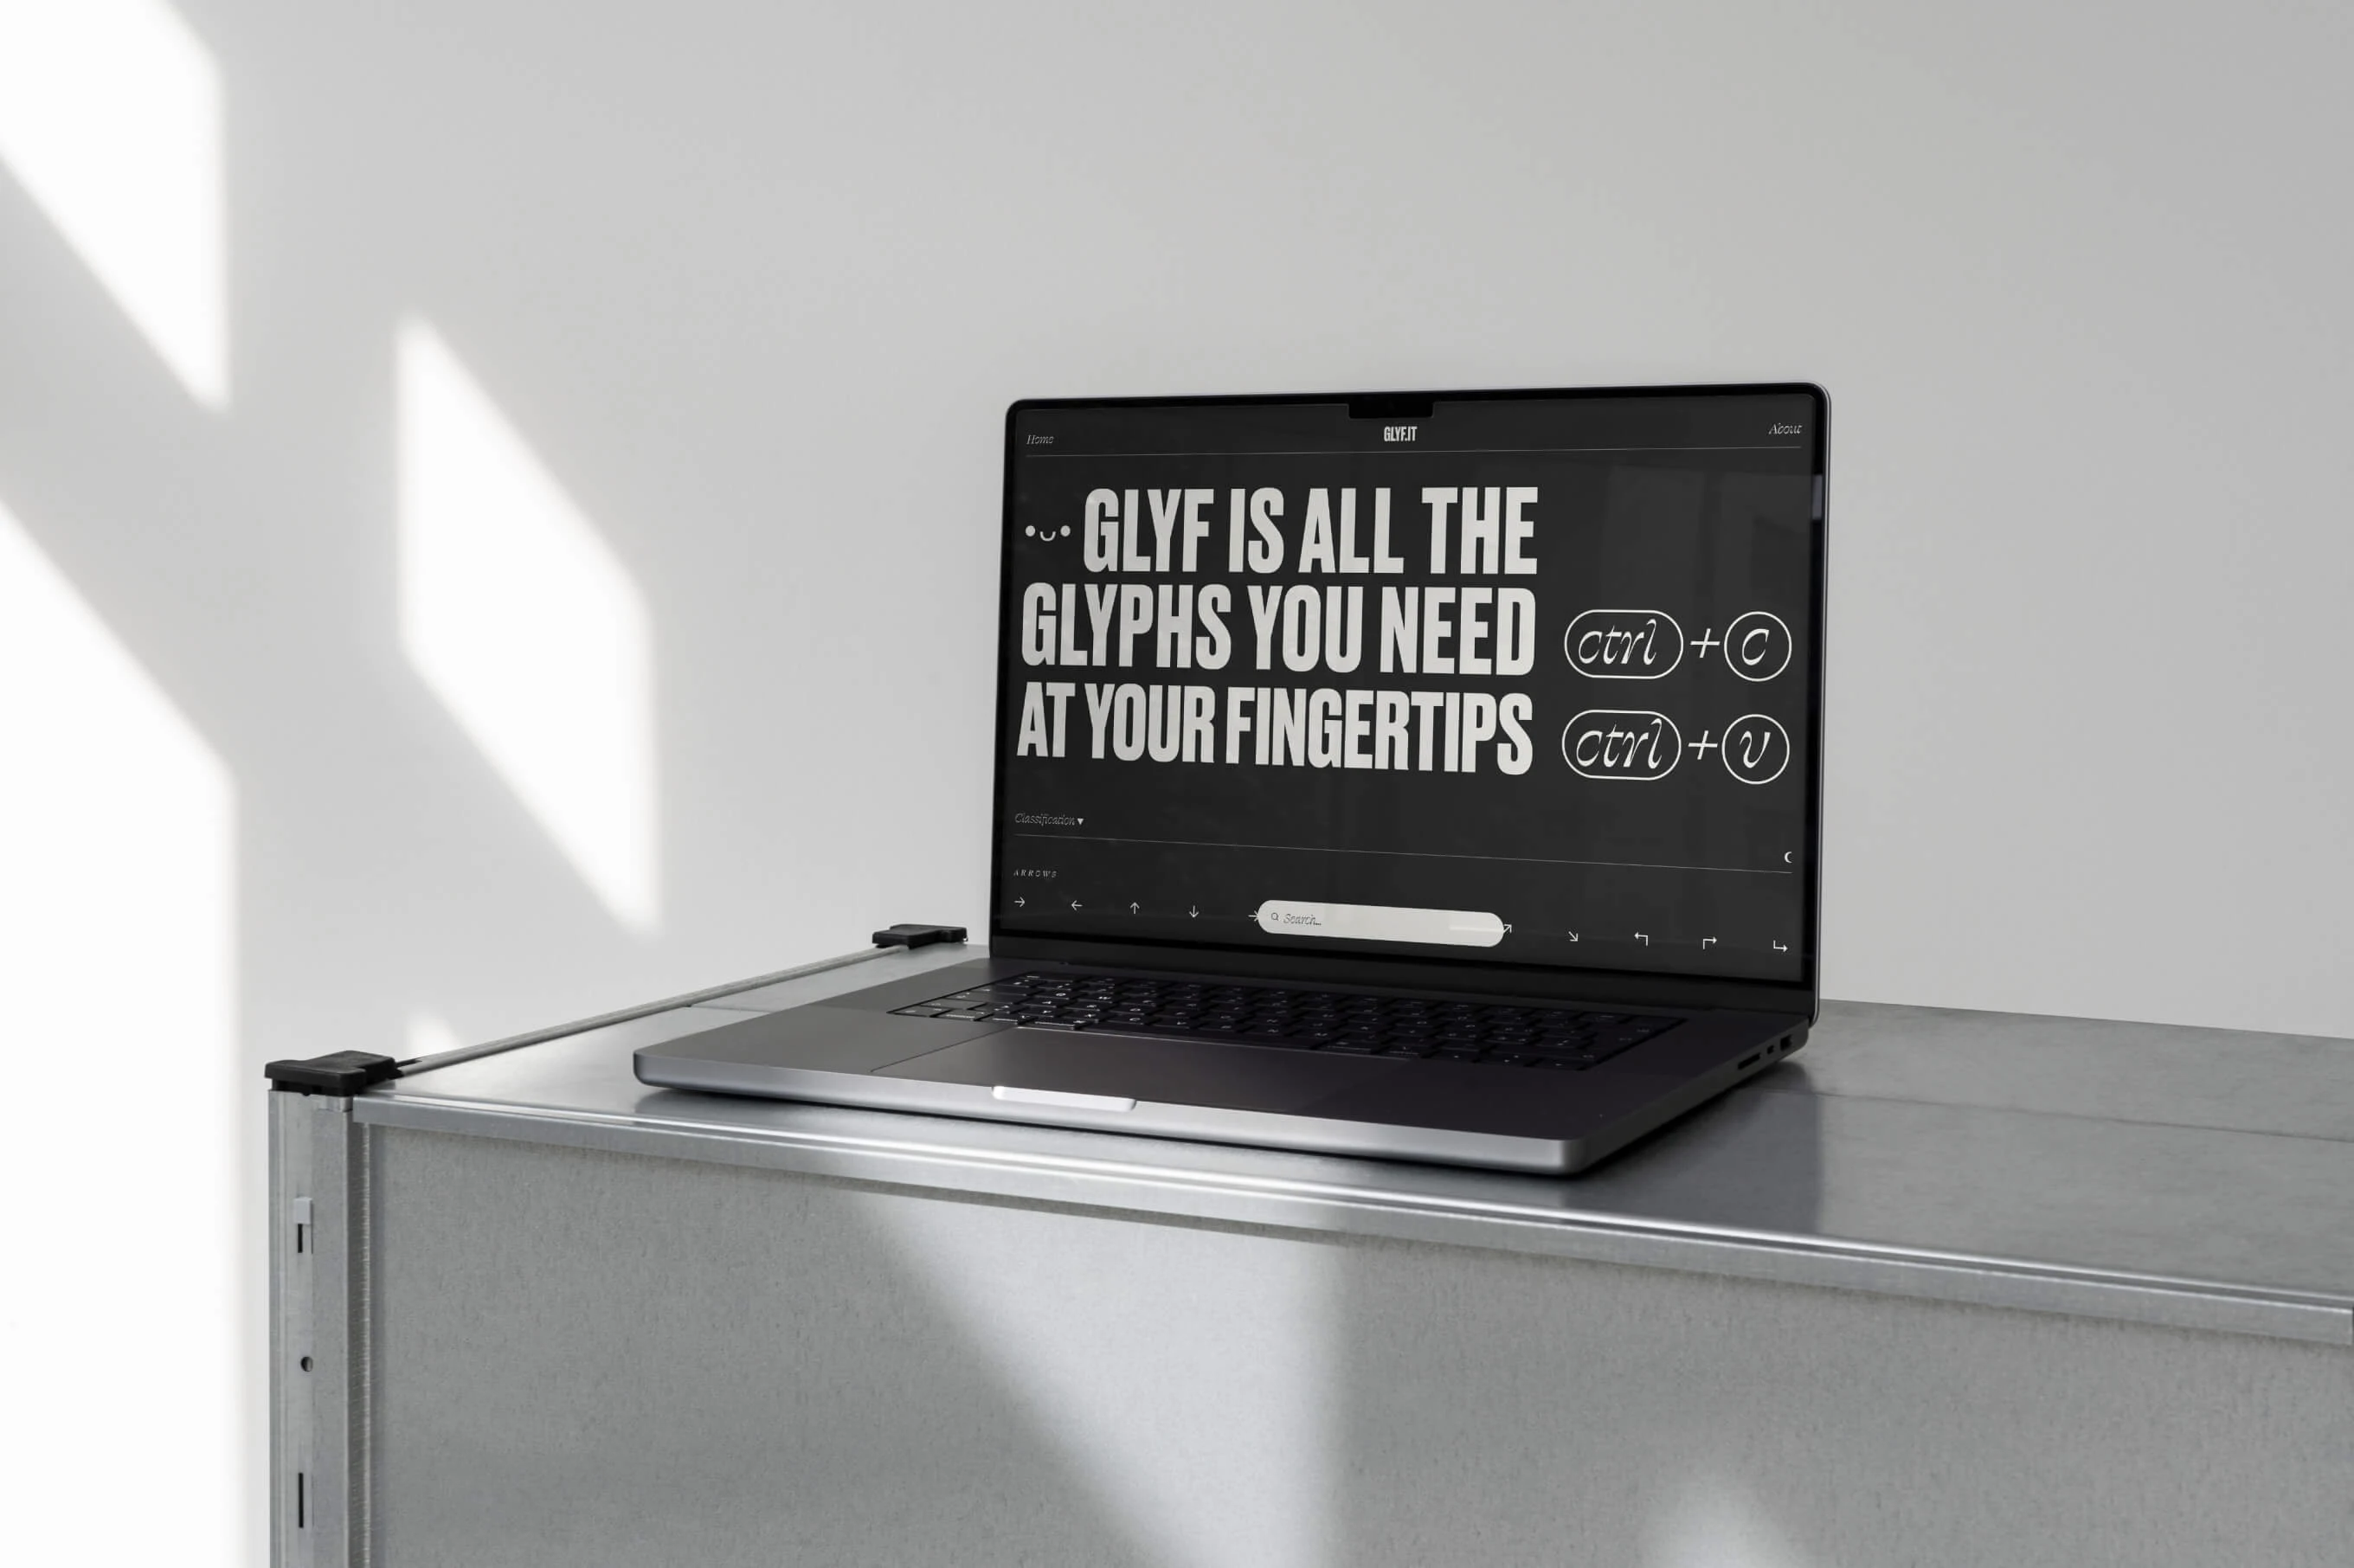 Home
GLYF.IT
About
GLYF IS ALL THE
GLYPHS YOU NEED
AT YOUR FINGERTIPS
ctrl + c
ctrl + v
Classification ▾
ARROWS
→ ← ↑ ↓ →
Search...
↗ ↘ ↰ ↱ ↳